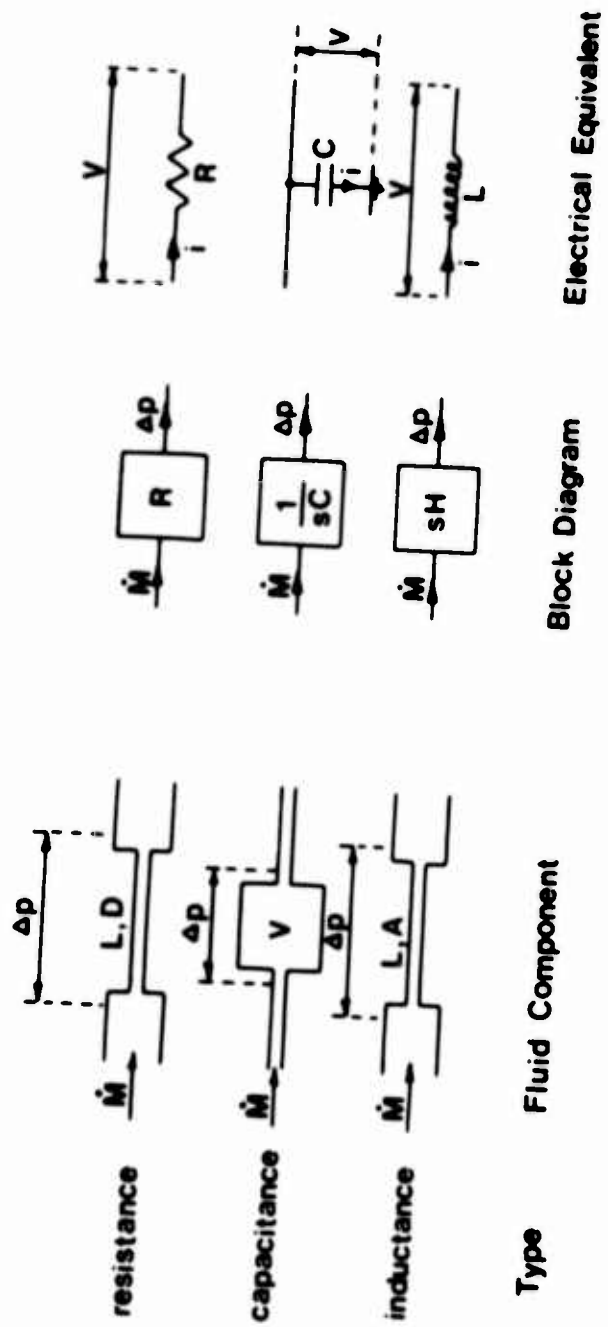 resistance Ṁ Δp L, D Ṁ R Δp V i R
capacitance Ṁ Δp V Ṁ 1/sC Δp C i V
inductance Ṁ Δp L, A Ṁ sH Δp V i L
Type Fluid Component Block Diagram Electrical Equivalent